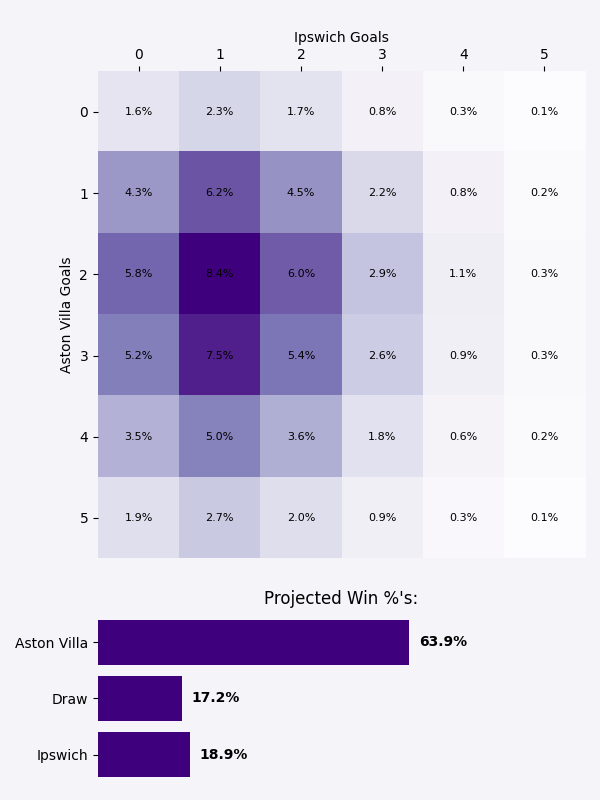 Ipswich Goals
0 1 2 3 4 5
0 1.6% 2.3% 1.7% 0.8% 0.3% 0.1%
1 4.3% 6.2% 4.5% 2.2% 0.8% 0.2%
2 5.8% 8.4% 6.0% 2.9% 1.1% 0.3%
3 5.2% 7.5% 5.4% 2.6% 0.9% 0.3%
4 3.5% 5.0% 3.6% 1.8% 0.6% 0.2%
5 1.9% 2.7% 2.0% 0.9% 0.3% 0.1%
Aston Villa Goals
Projected Win %'s:
Aston Villa 63.9%
Draw 17.2%
Ipswich 18.9%